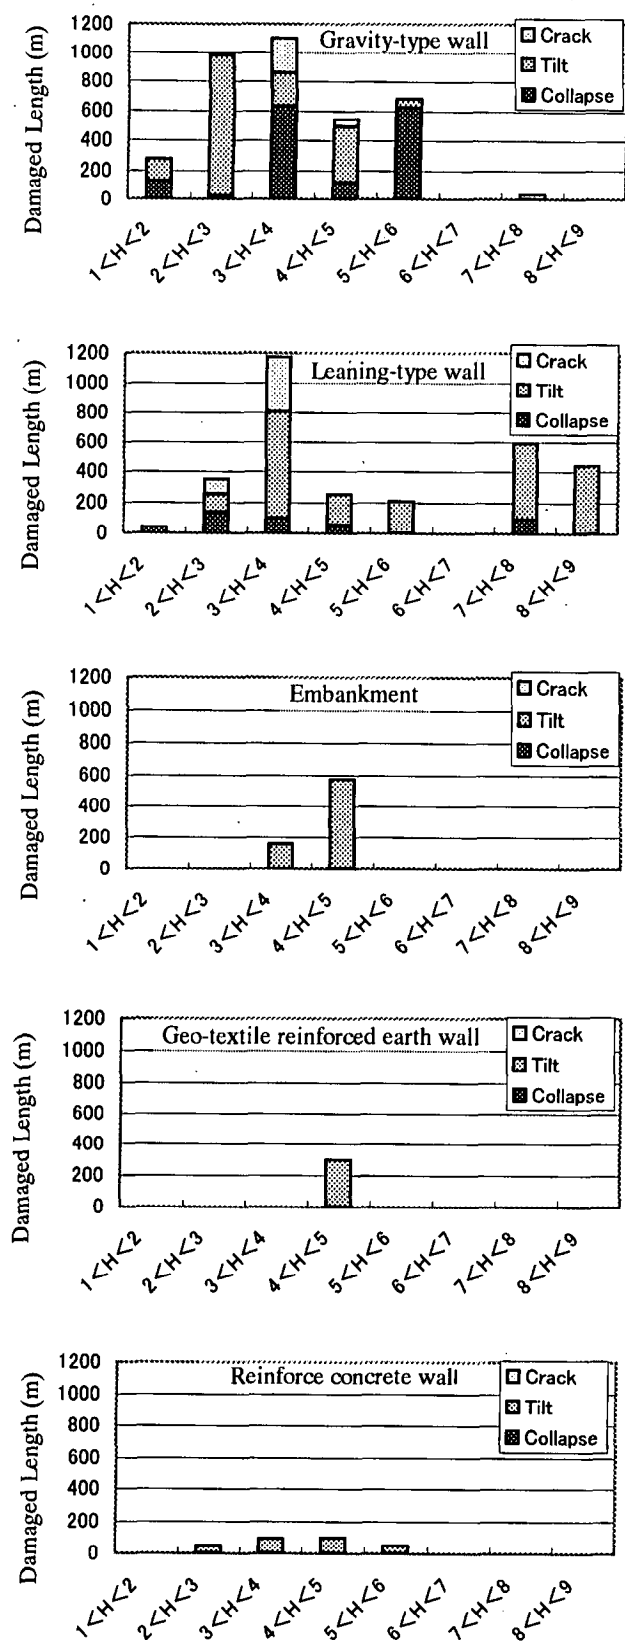 Damaged Length (m)
1200
1000
800
600
400
200
0
Gravity-type wall
Crack
Tilt
Collapse
1<H<2
2<H<3
3<H<4
4<H<5
5<H<6
6<H<7
7<H<8
8<H<9
Damaged Length (m)
1200
1000
800
600
400
200
0
Leaning-type wall
Crack
Tilt
Collapse
1<H<2
2<H<3
3<H<4
4<H<5
5<H<6
6<H<7
7<H<8
8<H<9
Damaged Length (m)
1200
1000
800
600
400
200
0
Embankment
Crack
Tilt
Collapse
1<H<2
2<H<3
3<H<4
4<H<5
5<H<6
6<H<7
7<H<8
8<H<9
Damaged Length (m)
1200
1000
800
600
400
200
0
Geo-textile reinforced earth wall
Crack
Tilt
Collapse
1<H<2
2<H<3
3<H<4
4<H<5
5<H<6
6<H<7
7<H<8
8<H<9
Damaged Length (m)
1200
1000
800
600
400
200
0
Reinforce concrete wall
Crack
Tilt
Collapse
1<H<2
2<H<3
3<H<4
4<H<5
5<H<6
6<H<7
7<H<8
8<H<9